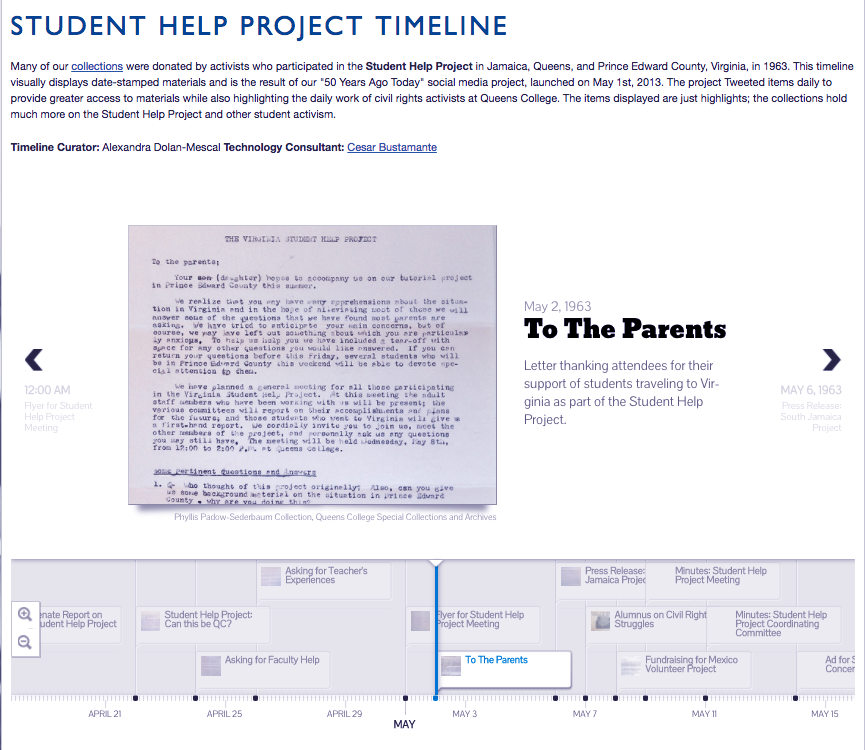 STUDENT HELP PROJECT TIMELINE
Many of our collections were donated by activists who participated in the Student Help Project in Jamaica, Queens, and Prince Edward County, Virginia, in 1963. This timeline
visually displays date-stamped materials and is the result of our "50 Years Ago Today" social media project, launched on May 1st, 2013. The project Tweeted items daily to
provide greater access to materials while also highlighting the daily work of civil rights activists at Queens College. The items displayed are just highlights; the collections hold
much more on the Student Help Project and other student activism.
Timeline Curator: Alexandra Dolan-Mescal Technology Consultant: Cesar Bustamante
THE VIRGINIA STUDENT HELP PROJECT
To the parents;
Your son (daughter) hopes to accompany us on our tutorial project
in Prince Edward County this summer.
We realize that you may have many apprehensions about the situa-
tion in Virginia and in the hope of alleviating most of those we will
answer some of the questions that we have found most parents are
asking. We have tried to anticipate your main concerns, but of
course, we may have left out something about which you are particular
ly anxious. To help us help you we have included a tear-off with
space for any other questions you would like answered. If you can
return your questions before this Friday, several students who will
be in Prince Edward County this weekend will be able to devote spe-
cial attention to them.
We have planned a general meeting for all those participating
in the Virginia Student Help Project. At this meeting the adult
staff members who have been working with us will be present; the
various committees will report on their accomplishments and plans
for the future; and those students who went to Virginia will give a
a first-hand report. We cordially invite you to join us, meet the
other members of the project, and personally ask us any questions
you may still have. The meeting will be held Wednesday, May 8th,
from 12:00 to 2:00 P.M. at Queens College.
Some Pertinent Questions and Answers
1. Q- Who thought of this project originally? Also, can you give
us some background material on the situation in Prince Edward
County - why are you doing this?
Phyllis Padow-Sederbaum Collection, Queens College Special Collections and Archives
May 2, 1963
To The Parents
Letter thanking attendees for their
support of students traveling to Vir-
ginia as part of the Student Help
Project.
12:00 AM
Flyer for Student
Help Project
Meeting
MAY 6, 1963
Press Release:
South Jamaica
Project
Asking for Teacher's
Experiences
Press Release:
Jamaica Projec
Minutes: Student Help
Project Meeting
enate Report on
tudent Help Project
Student Help Project:
Can this be QC?
Flyer for Student Help
Project Meeting
Alumnus on Civil Right
Struggles
Minutes: Student Help
Project Coordinating
Committee
Asking for Faculty Help
To The Parents
Fundraising for Mexico
Volunteer Project
Ad for S
Concer
APRIL 21
APRIL 25
APRIL 29
MAY
MAY 3
MAY 7
MAY 11
MAY 15